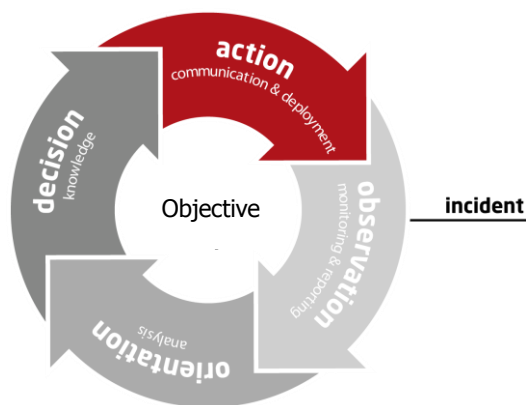 action
communication & deployment
observation
monitoring & reporting
incident
orientation
analysis
decision
knowledge
Objective